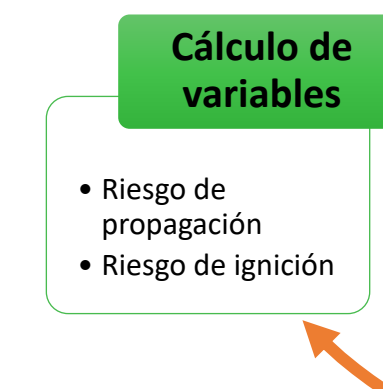 Cálculo de
variables
• Riesgo de
propagación
• Riesgo de ignición